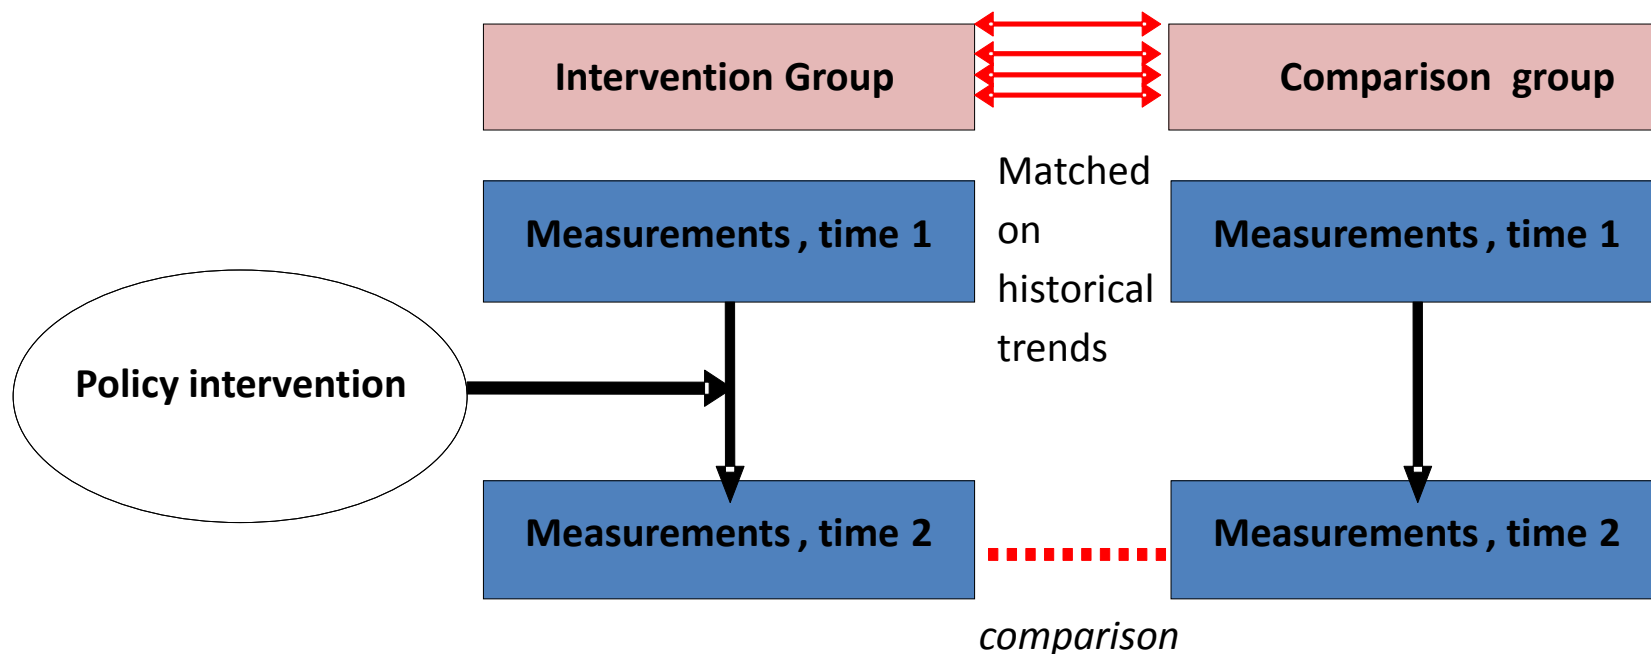 Intervention Group
Comparison group
Matched
on
historical
trends
Measurements , time 1
Measurements , time 1
Policy intervention
Measurements , time 2
Measurements , time 2
comparison